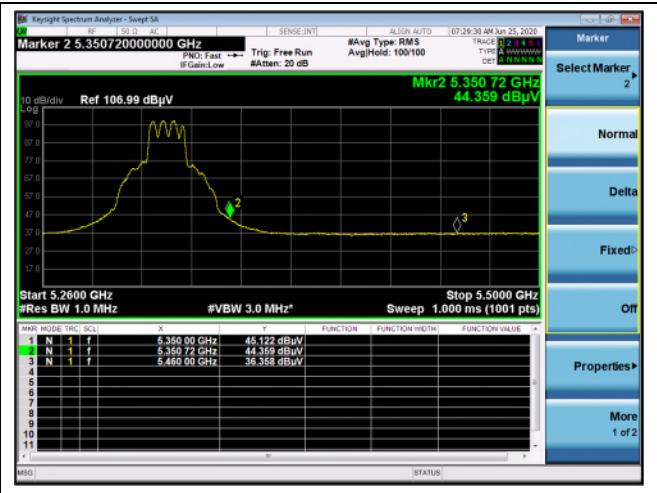 Keysight Spectrum Analyzer - Swept SA
RF 50 Ω AC SENSE:INT ALIGN AUTO 07:29:30 AM Jun 25, 2020
Marker 2 5.350720000000 GHz
PNO: Fast Trig: Free Run #Avg Type: RMS TRACE 1 2 3 4 5 6
IFGain:Low #Atten: 20 dB Avg|Hold: 100/100 TYPE A WWWWW
DET A N N N N N
Mkr2 5.350 72 GHz
44.359 dBµV
10 dB/div Ref 106.99 dBµV
Log
97.0
87.0
77.0
67.0
57.0
47.0
37.0
27.0
17.0
2
3
Start 5.2600 GHz Stop 5.5000 GHz
#Res BW 1.0 MHz #VBW 3.0 MHz* Sweep 1.000 ms (1001 pts)
MKR MODE TRC SCL X Y FUNCTION FUNCTION WIDTH FUNCTION VALUE
1 N 1 f 5.350 00 GHz 45.122 dBµV
2 N 1 f 5.350 72 GHz 44.359 dBµV
3 N 1 f 5.460 00 GHz 36.358 dBµV
4
5
6
7
8
9
10
11
MSG STATUS
Marker
Select Marker
2
Normal
Delta
Fixed
Off
Properties
More
1 of 2